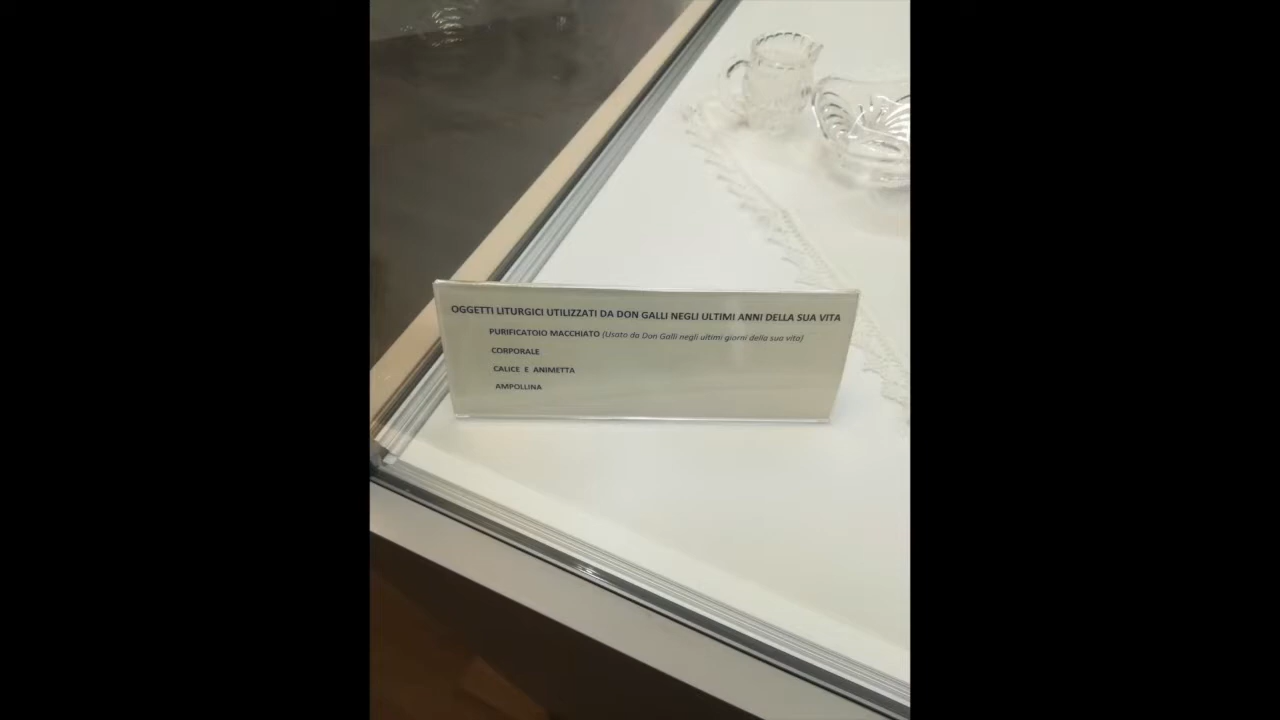 OGGETTI LITURGICI UTILIZZATI DA DON GALLI NEGLI ULTIMI ANNI DELLA SUA VITA
PURIFICATOIO MACCHIATO (Usato da Don Galli negli ultimi giorni della sua vita)
CORPORALE
CALICE E ANIMETTA
AMPOLLINA